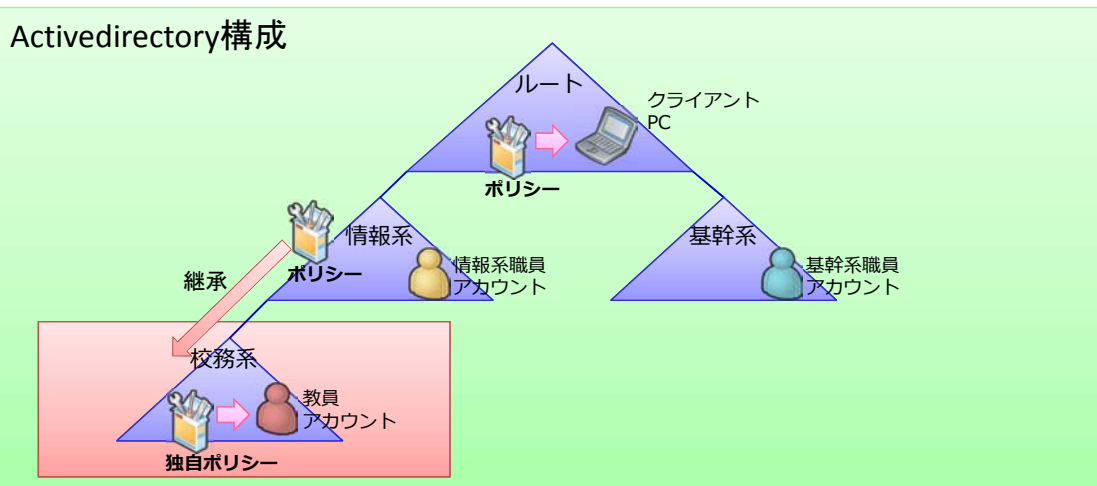 Activedirectory構成
ルート
クライアント
PC
ポリシー
情報系
基幹系
ポリシー
情報系職員
アカウント
基幹系職員
アカウント
継承
校務系
教員
アカウント
独自ポリシー